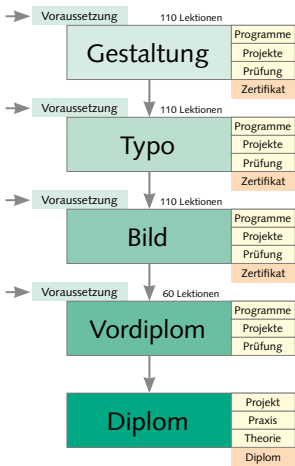 Voraussetzung
110 Lektionen
Gestaltung
Programme
Projekte
Prüfung
Zertifikat
Voraussetzung
110 Lektionen
Typo
Programme
Projekte
Prüfung
Zertifikat
Voraussetzung
110 Lektionen
Bild
Programme
Projekte
Prüfung
Zertifikat
Voraussetzung
60 Lektionen
Vordiplom
Programme
Projekte
Prüfung
Diplom
Projekt
Praxis
Theorie
Diplom